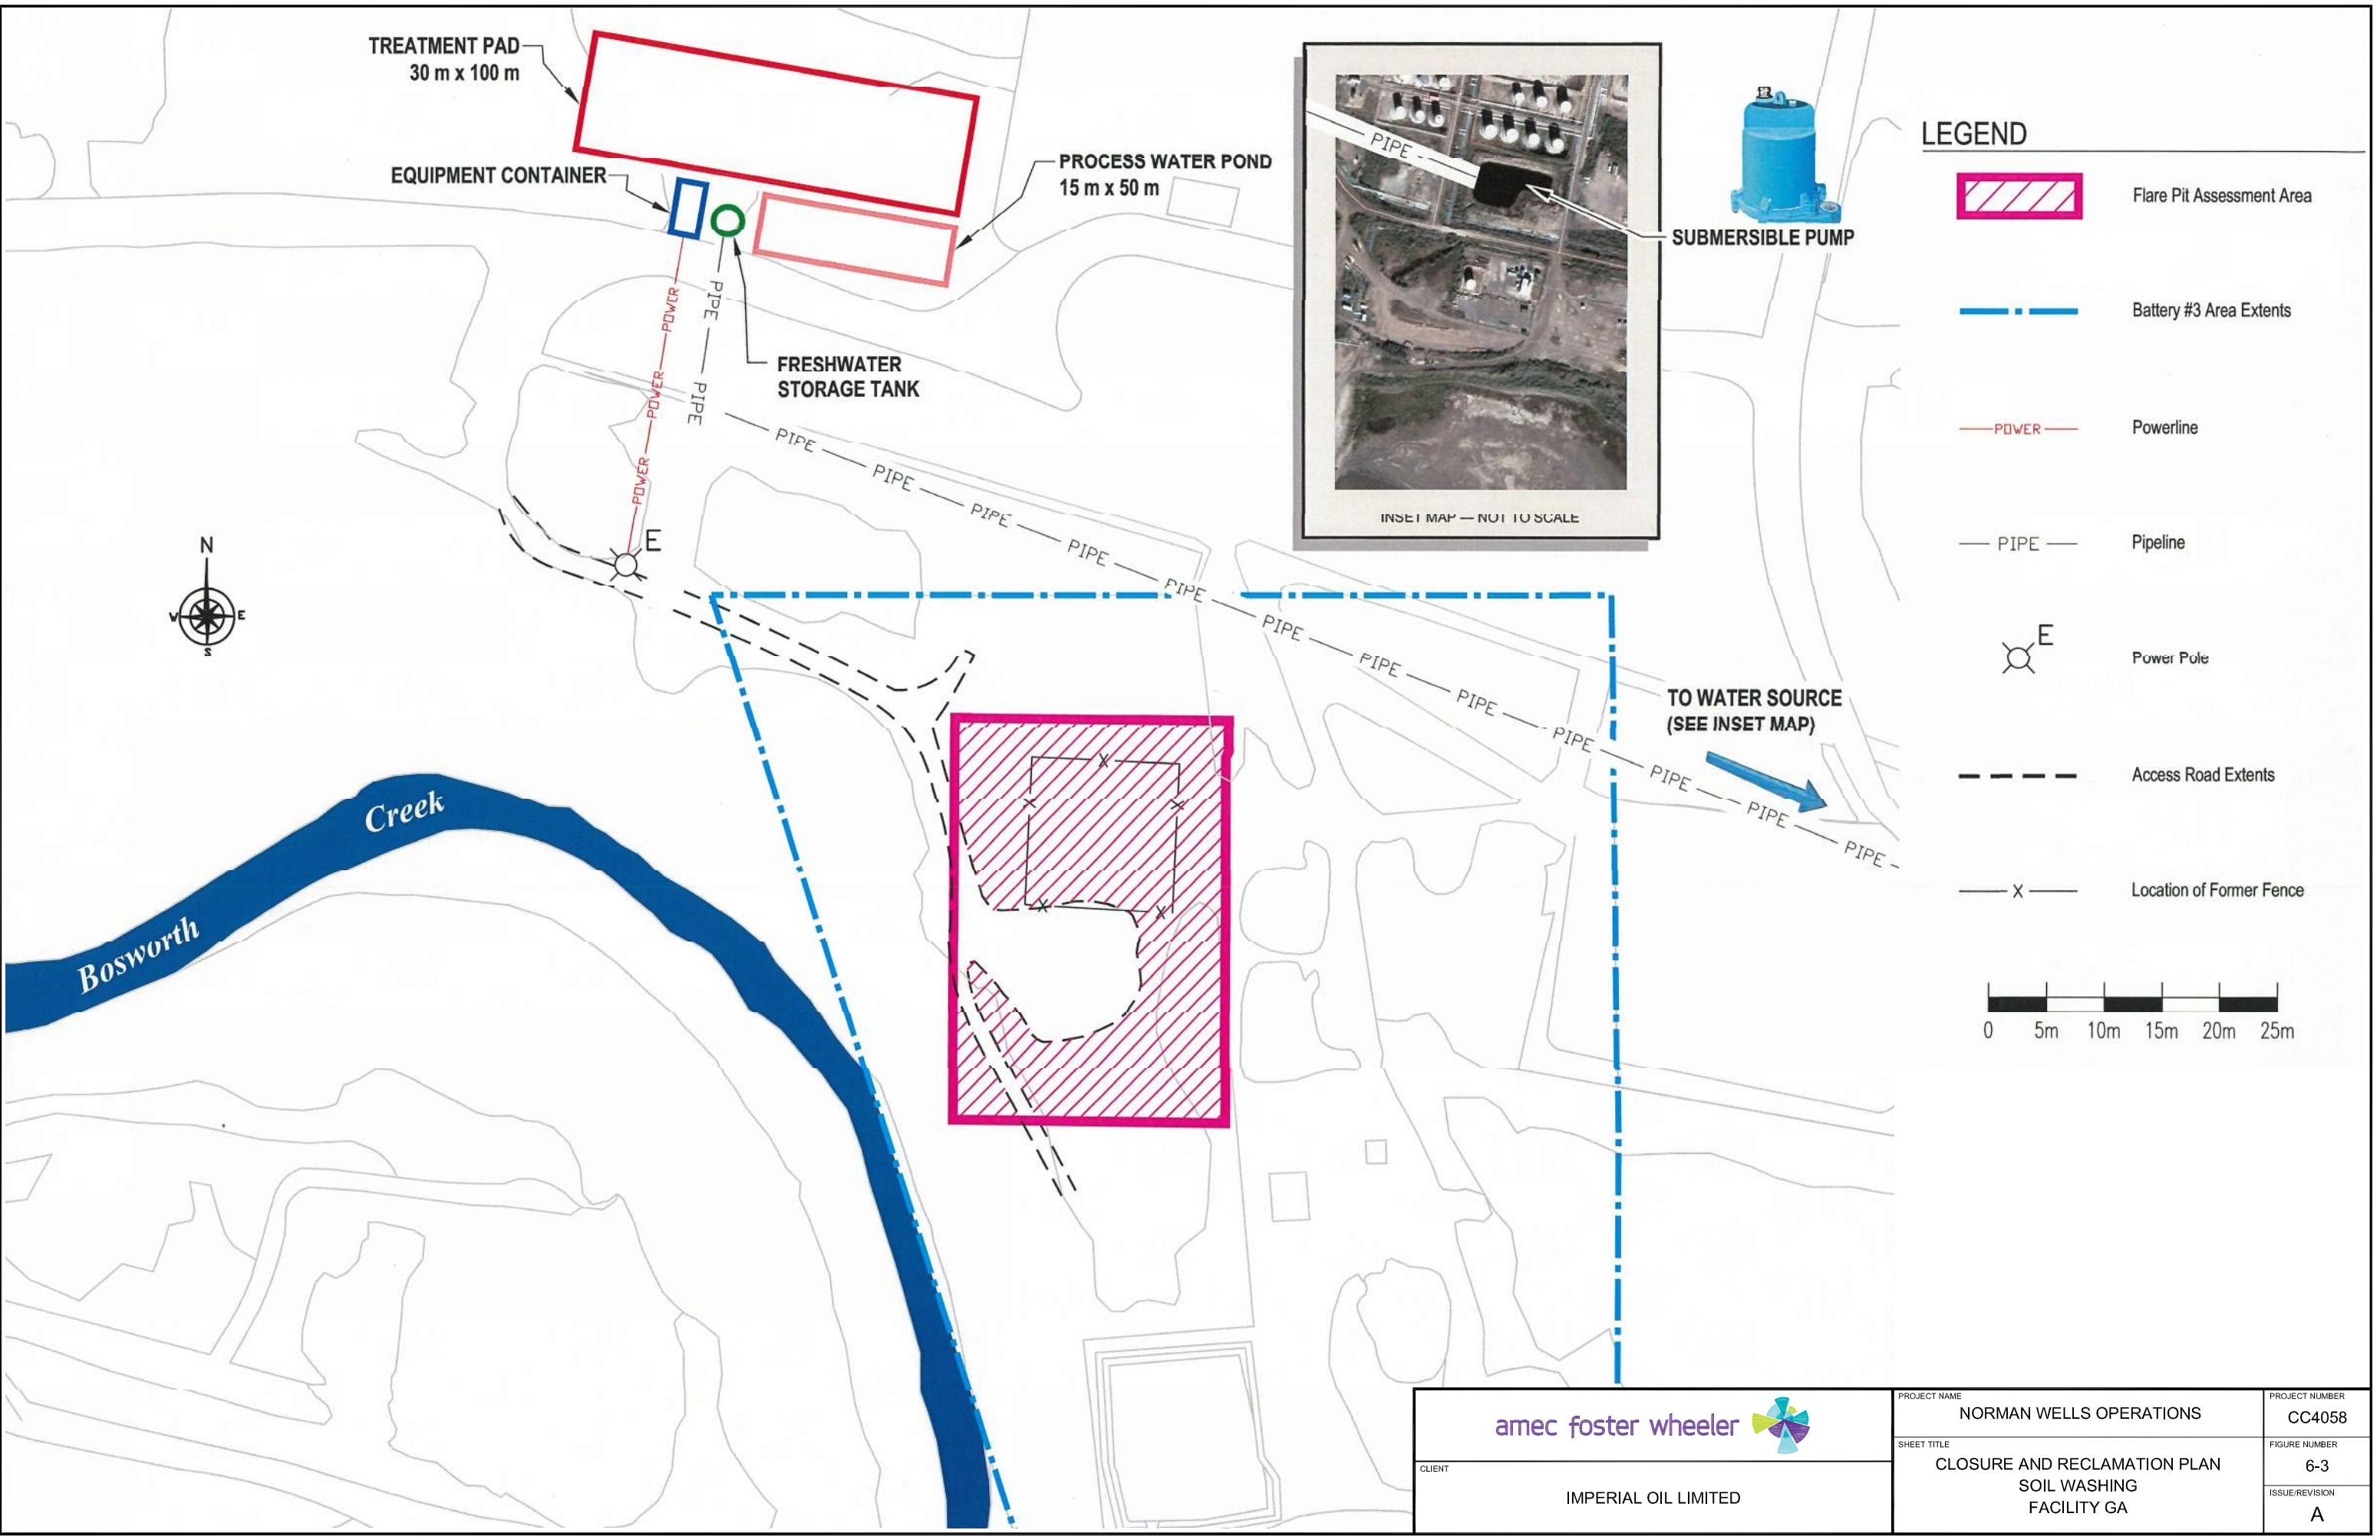 TREATMENT PAD
30 m x 100 m
EQUIPMENT CONTAINER
PROCESS WATER POND
15 m x 50 m
FRESHWATER
STORAGE TANK
POWER
POWER
POWER
PIPE
PIPE
PIPE
PIPE
PIPE
PIPE
PIPE
PIPE
PIPE
PIPE
PIPE
PIPE
PIPE
PIPE
E
N
W
E
S
PIPE
SUBMERSIBLE PUMP
INSET MAP — NOT TO SCALE
TO WATER SOURCE
(SEE INSET MAP)
Bosworth
Creek
X
X
X
X
X
LEGEND
Flare Pit Assessment Area
Battery #3 Area Extents
POWER
Powerline
PIPE
Pipeline
E
Power Pole
Access Road Extents
X
Location of Former Fence
0 5m 10m 15m 20m 25m
amec foster wheeler
CLIENT
IMPERIAL OIL LIMITED
PROJECT NAME
NORMAN WELLS OPERATIONS
SHEET TITLE
CLOSURE AND RECLAMATION PLAN
SOIL WASHING
FACILITY GA
PROJECT NUMBER
CC4058
FIGURE NUMBER
6-3
ISSUE/REVISION
A